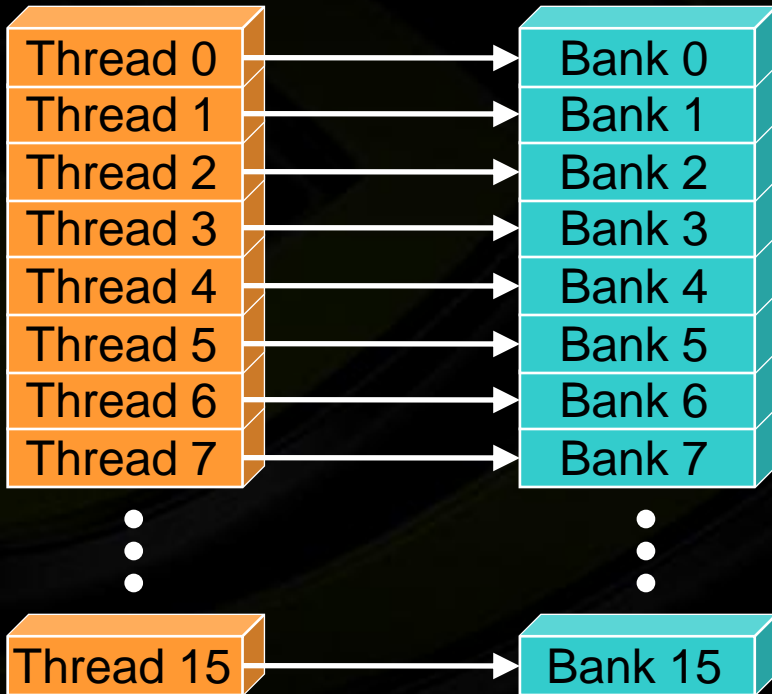 Thread 0
Bank 0
Thread 1
Bank 1
Thread 2
Bank 2
Thread 3
Bank 3
Thread 4
Bank 4
Thread 5
Bank 5
Thread 6
Bank 6
Thread 7
Bank 7
Thread 15
Bank 15